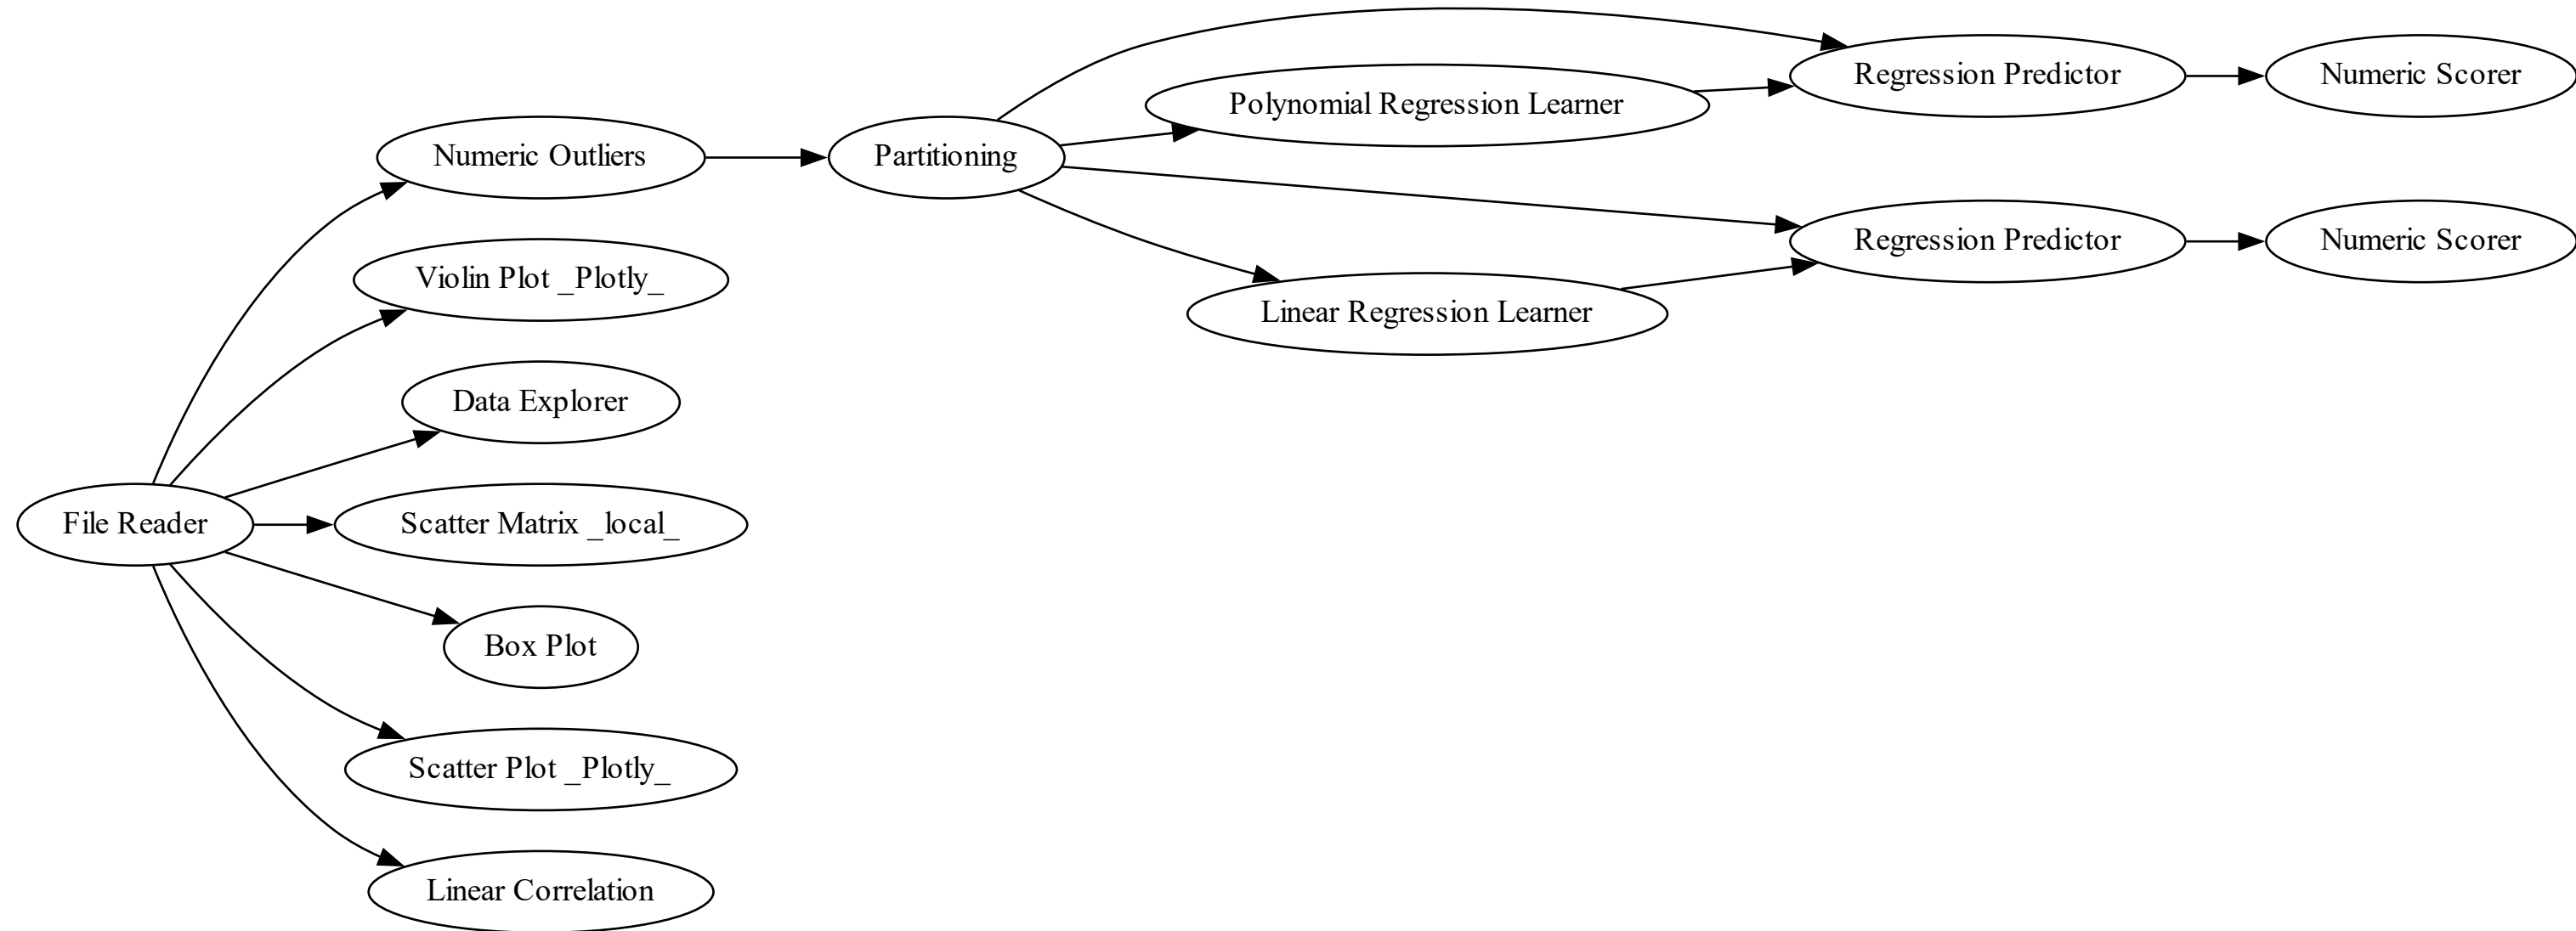 Regression Predictor
Numeric Scorer
Polynomial Regression Learner
Numeric Outliers
Partitioning
Regression Predictor
Numeric Scorer
Violin Plot _Plotly_
Linear Regression Learner
Data Explorer
File Reader
Scatter Matrix _local_
Box Plot
Scatter Plot _Plotly_
Linear Correlation